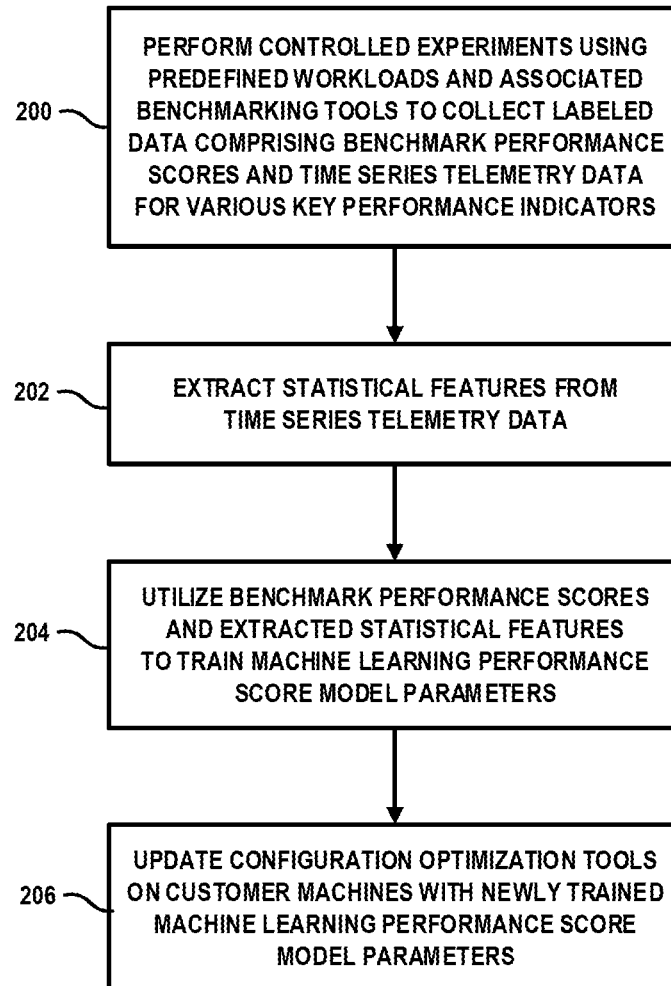 200
PERFORM CONTROLLED EXPERIMENTS USING
PREDEFINED WORKLOADS AND ASSOCIATED
BENCHMARKING TOOLS TO COLLECT LABELED
DATA COMPRISING BENCHMARK PERFORMANCE
SCORES AND TIME SERIES TELEMETRY DATA
FOR VARIOUS KEY PERFORMANCE INDICATORS
202
EXTRACT STATISTICAL FEATURES FROM
TIME SERIES TELEMETRY DATA
204
UTILIZE BENCHMARK PERFORMANCE SCORES
AND EXTRACTED STATISTICAL FEATURES
TO TRAIN MACHINE LEARNING PERFORMANCE
SCORE MODEL PARAMETERS
206
UPDATE CONFIGURATION OPTIMIZATION TOOLS
ON CUSTOMER MACHINES WITH NEWLY TRAINED
MACHINE LEARNING PERFORMANCE SCORE
MODEL PARAMETERS